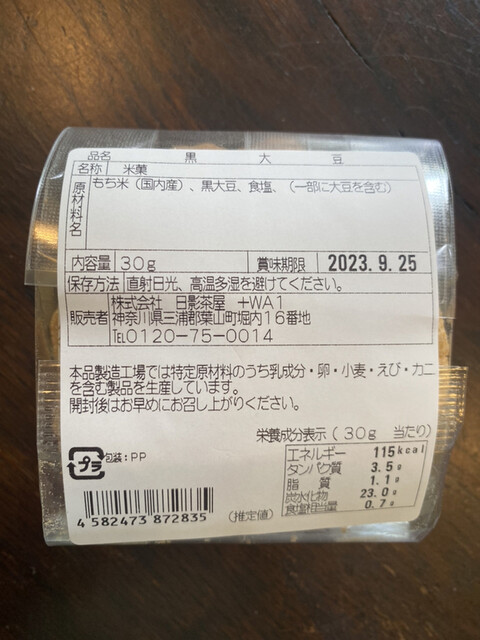 品名 黒大豆
名称 米菓
原材料名 もち米（国内産）、黒大豆、食塩、（一部に大豆を含む）
内容量 30g 賞味期限 2023.9.25
保存方法 直射日光、高温多湿を避けてください。
販売者 株式会社 日影茶屋 +WA1
神奈川県三浦郡葉山町堀内16番地
TEL0120-75-0014
本品製造工場では特定原材料のうち乳成分・卵・小麦・えび・カニ
を含む製品を生産しています。
開封後はお早めにお召し上がりください。
栄養成分表示（30g 当たり）
エネルギー 115kcal
タンパク質 3.5g
脂質 1.1g
炭水化物 23.0g
食塩相当量 0.7g
プラ 包装:PP
4 582473 872835
（推定値）